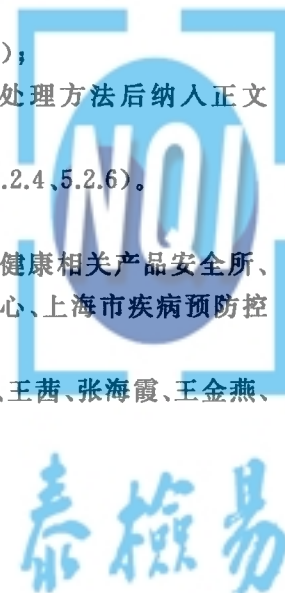 );
处理方法后纳入正文
.2.4、5.2.6)。
健康相关产品安全所、
心、上海市疾病预防控
、王茜、张海霞、王金燕、
NQI
泰檢易